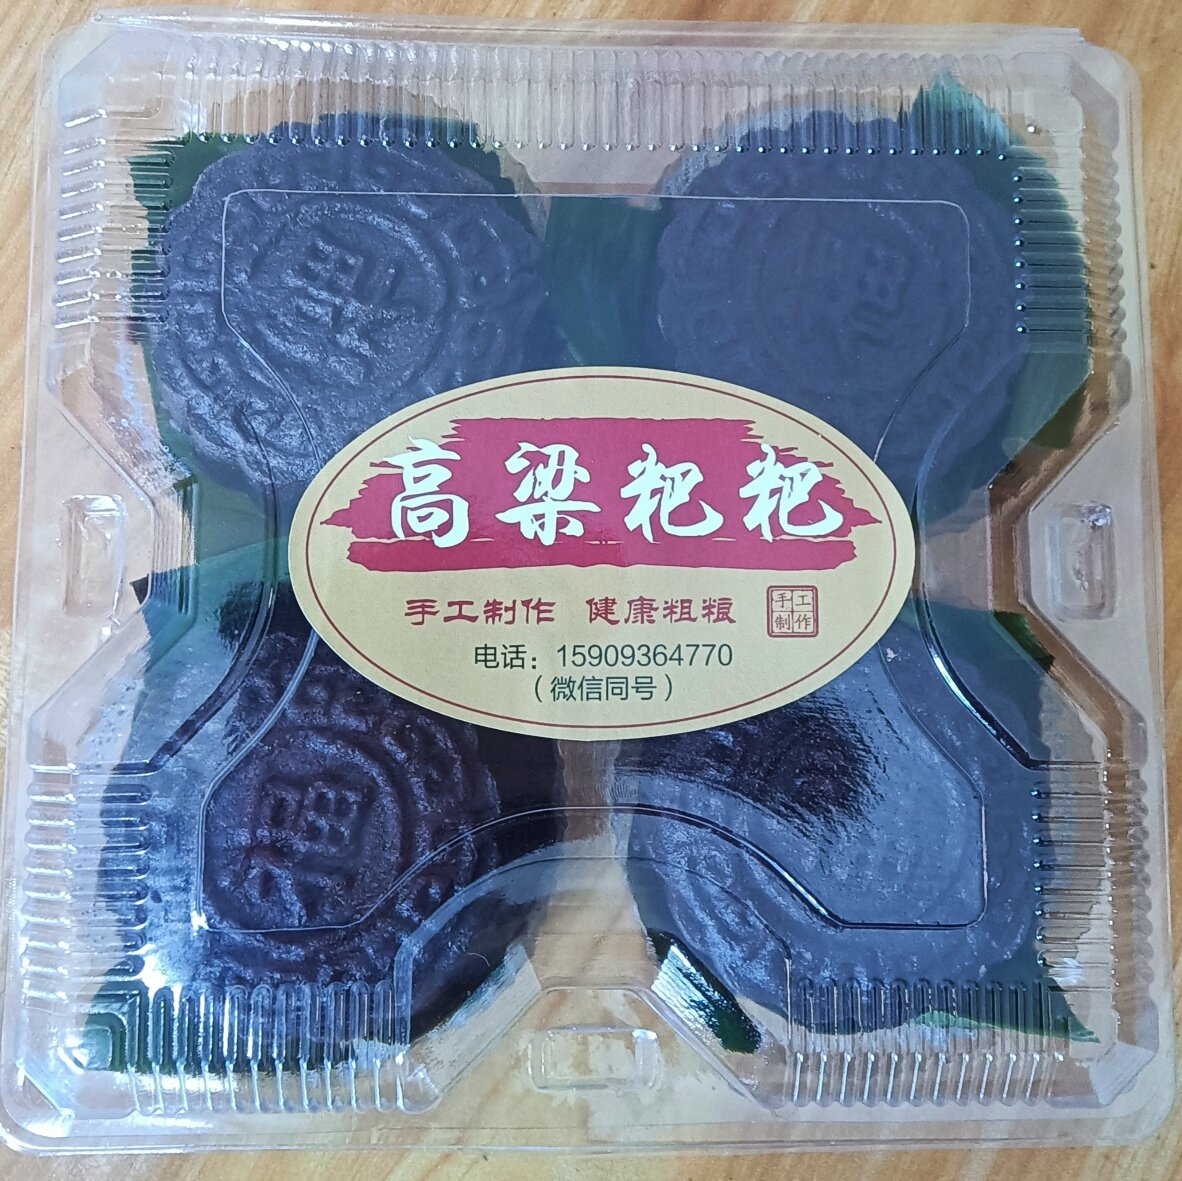 高粱粑粑
手工制作 健康粗粮
手工
制作
电话：15909364770
（微信同号）
福